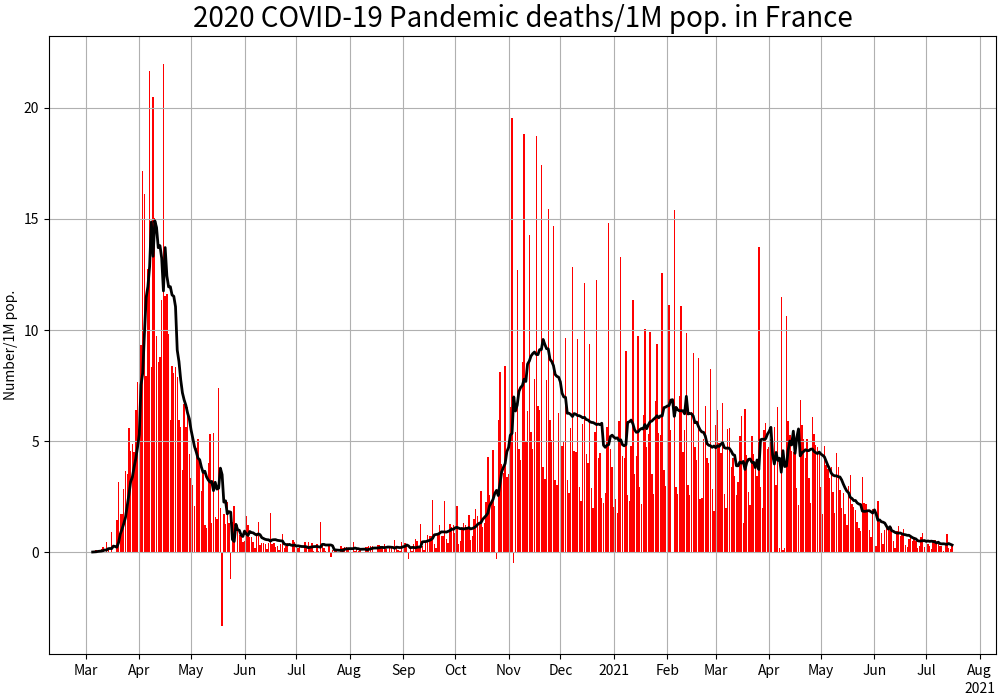 2020 COVID-19 Pandemic deaths/1M pop. in France
Number/1M pop.
20
15
10
5
0
Mar Apr May Jun Jul Aug Sep Oct Nov Dec 2021 Feb Mar Apr May Jun Jul Aug
2021